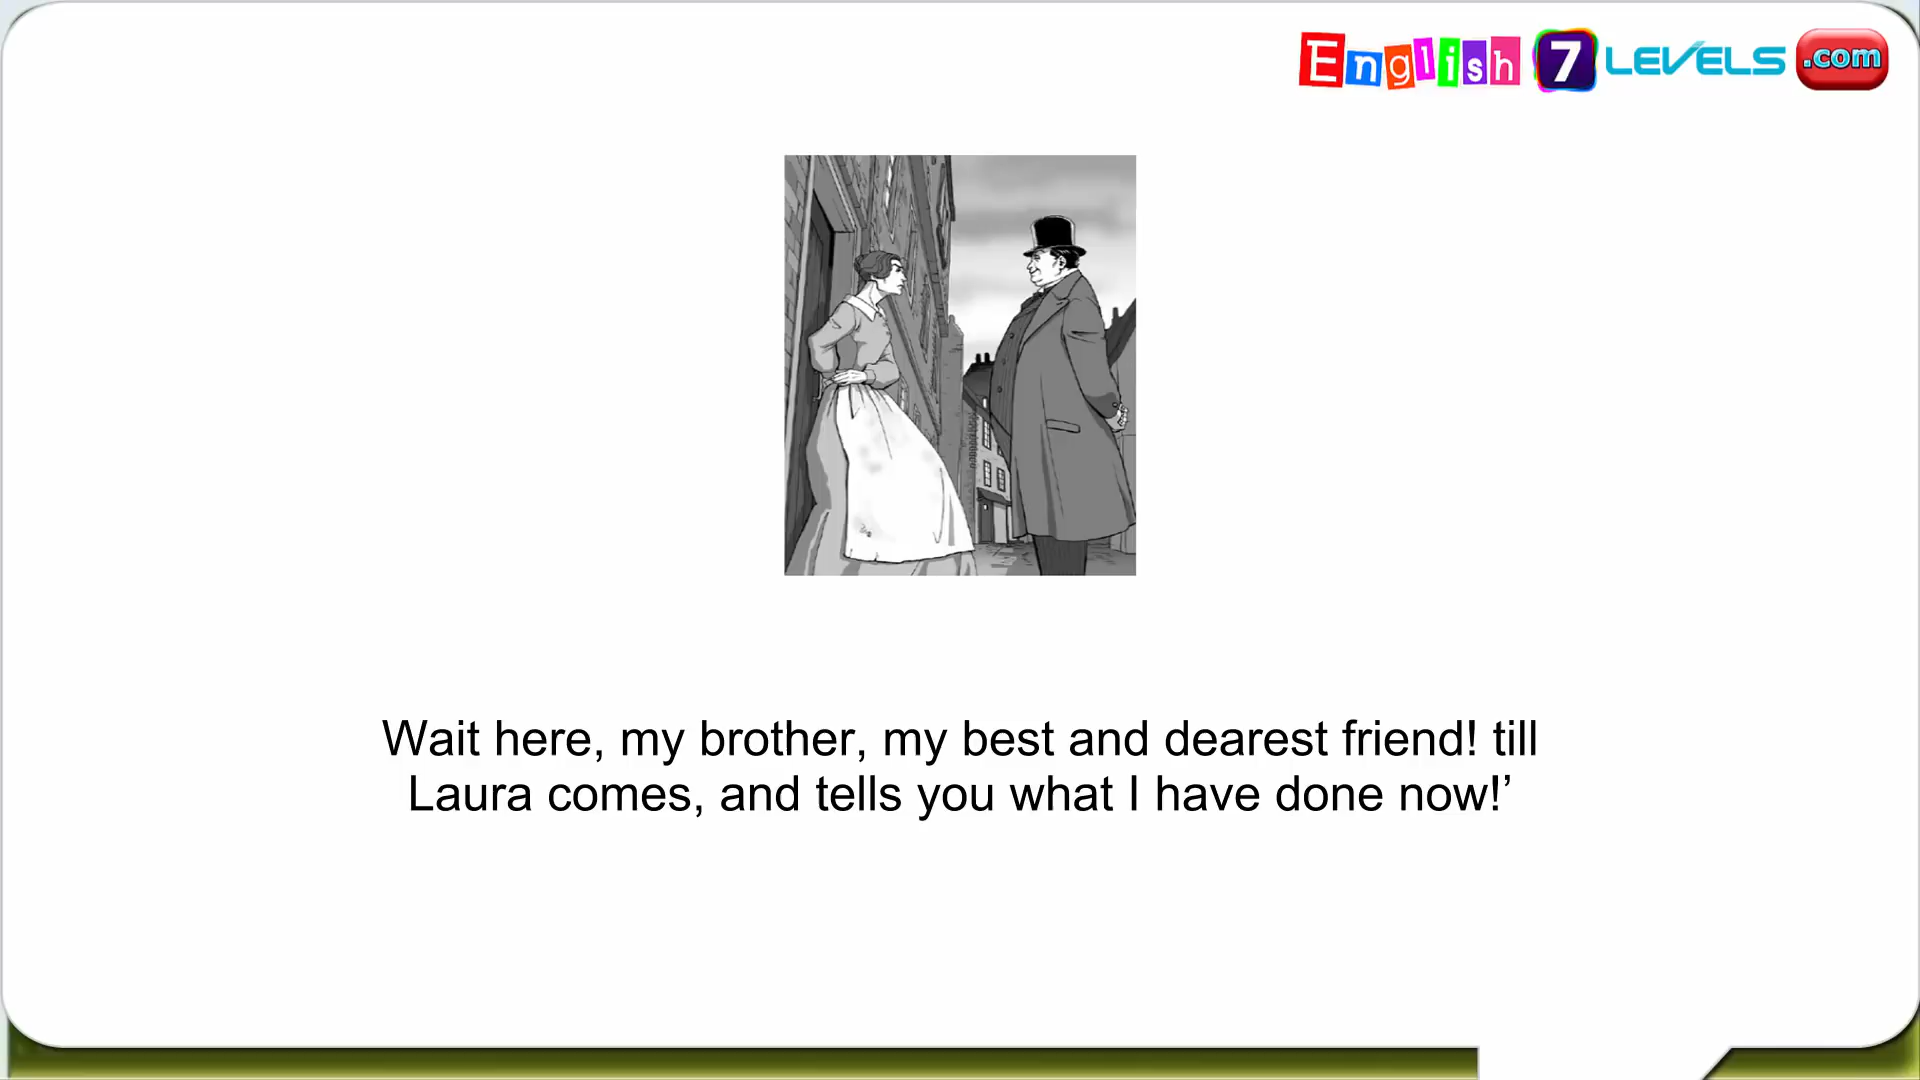 English 7 LEVELS .com
Wait here, my brother, my best and dearest friend! till
Laura comes, and tells you what I have done now!’